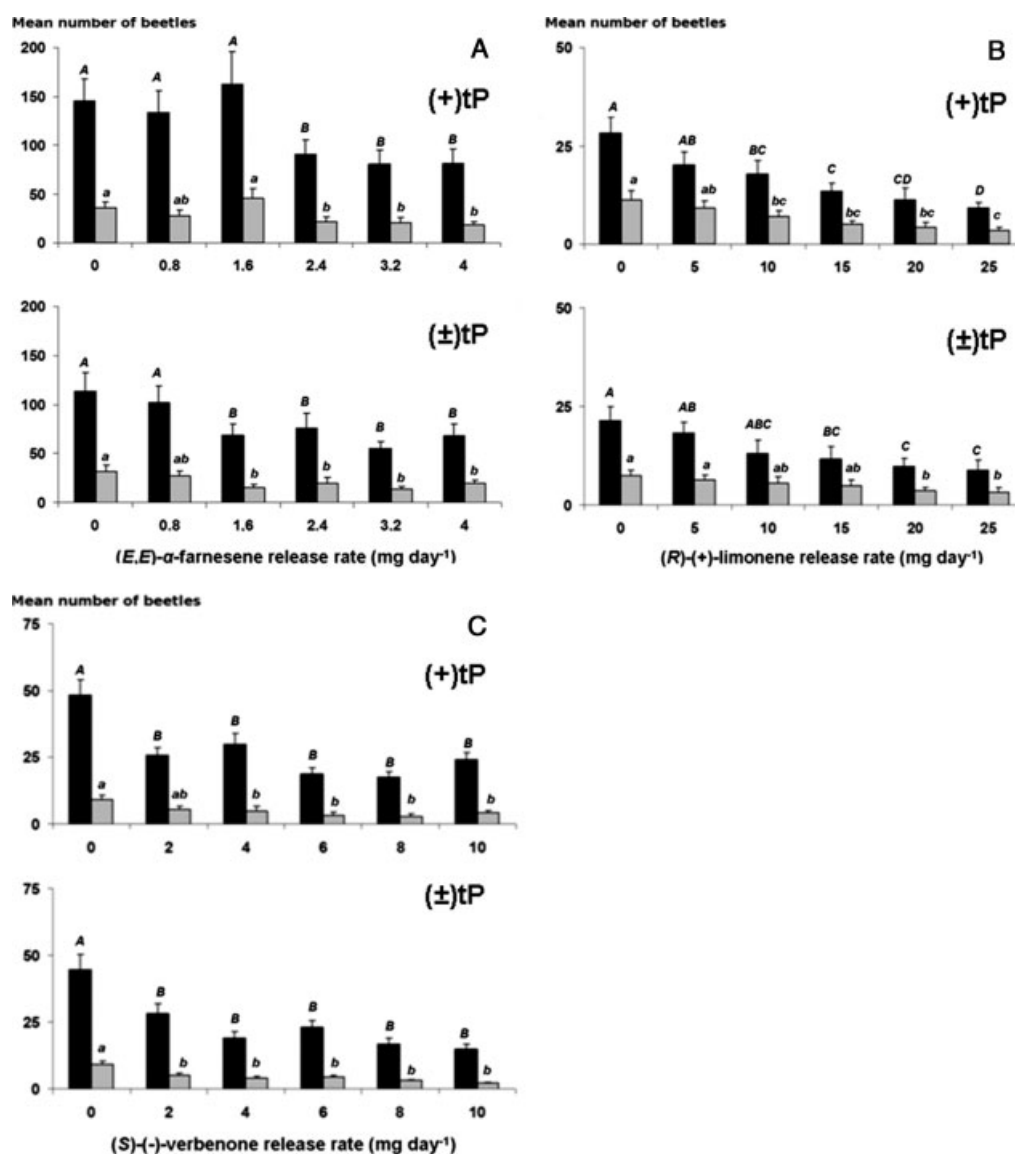 Mean number of beetles
A
(+)tP
200
150
100
50
0
A A A B B B
a ab a b b b
0 0.8 1.6 2.4 3.2 4
(±)tP
200
150
100
50
0
A A B B B B
a ab b b b b
0 0.8 1.6 2.4 3.2 4
(E,E)-α-farnesene release rate (mg day⁻¹)
Mean number of beetles
B
(+)tP
50
25
0
A AB BC C CD D
a ab bc bc bc c
0 5 10 15 20 25
(±)tP
50
25
0
A AB ABC BC C C
a a ab ab b b
0 5 10 15 20 25
(R)-(+)-limonene release rate (mg day⁻¹)
Mean number of beetles
C
(+)tP
75
50
25
0
A B B B B B
a ab b b b b
0 2 4 6 8 10
(±)tP
75
50
25
0
A B B B B B
a b b b b b
0 2 4 6 8 10
(S)-(-)-verbenone release rate (mg day⁻¹)